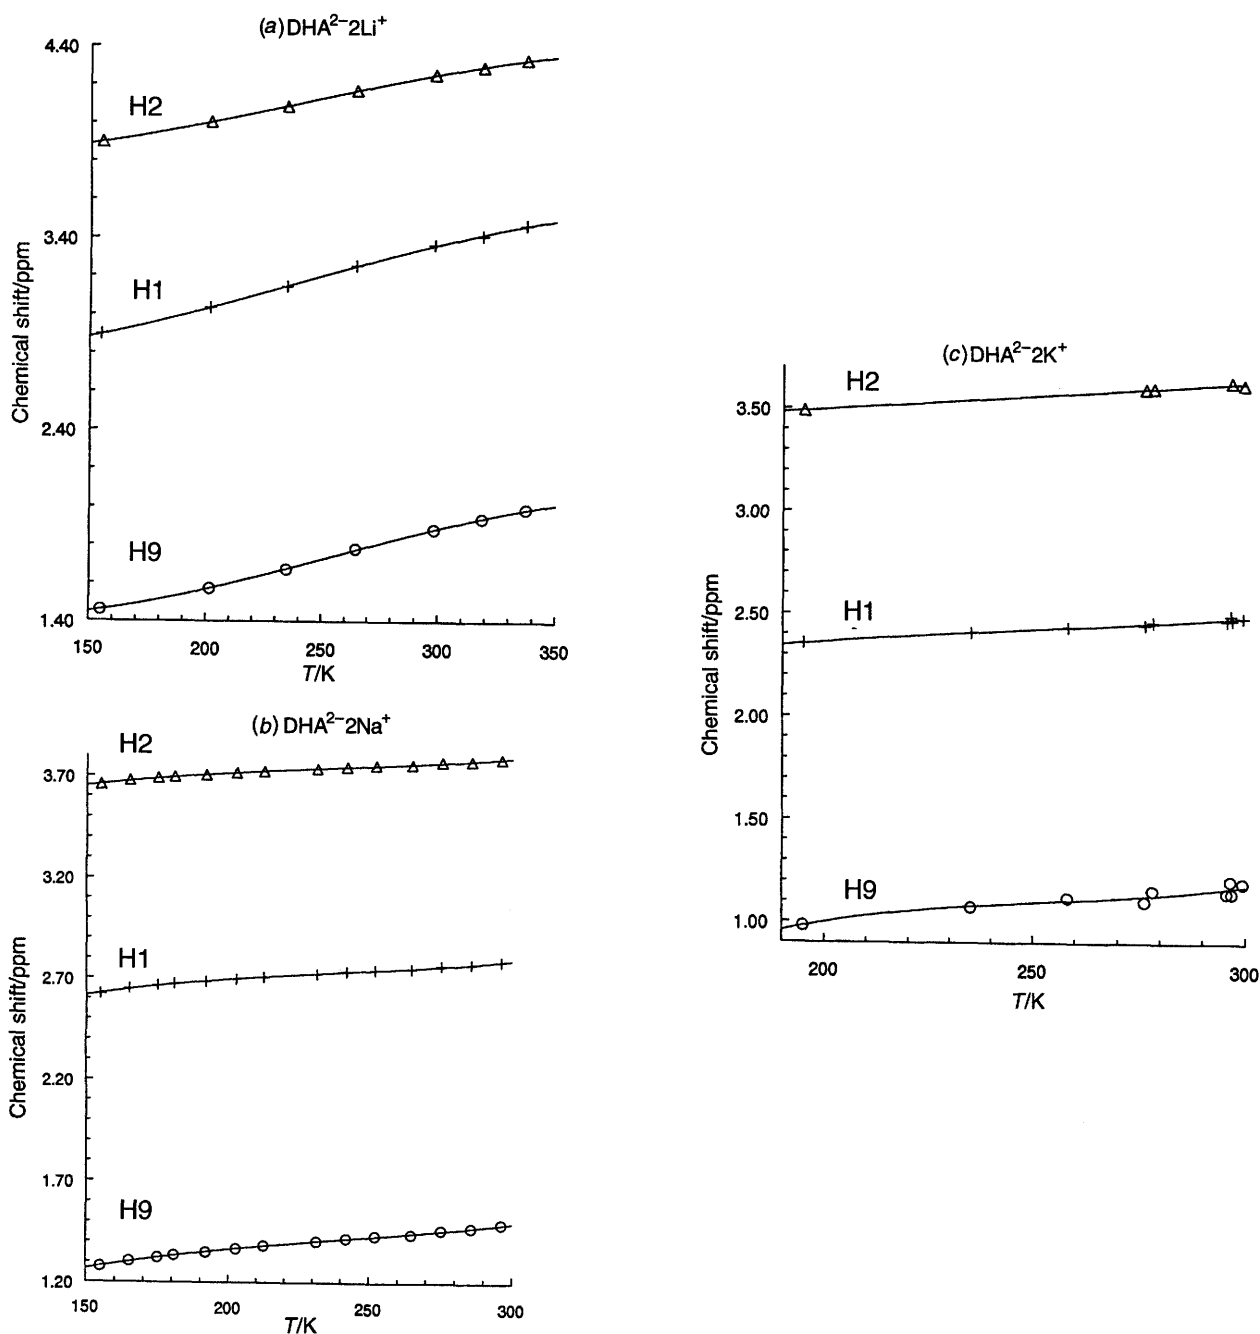 (a) DHA²⁻2Li⁺
4.40
H2
3.40
H1
2.40
H9
1.40
150 200 250 300 350
T/K
Chemical shift/ppm
(b) DHA²⁻2Na⁺
H2
3.70
3.20
H1
2.70
2.20
1.70
H9
1.20
150 200 250 300
T/K
Chemical shift/ppm
(c) DHA²⁻2K⁺
H2
3.50
3.00
H1
2.50
2.00
1.50
H9
1.00
200 250 300
T/K
Chemical shift/ppm